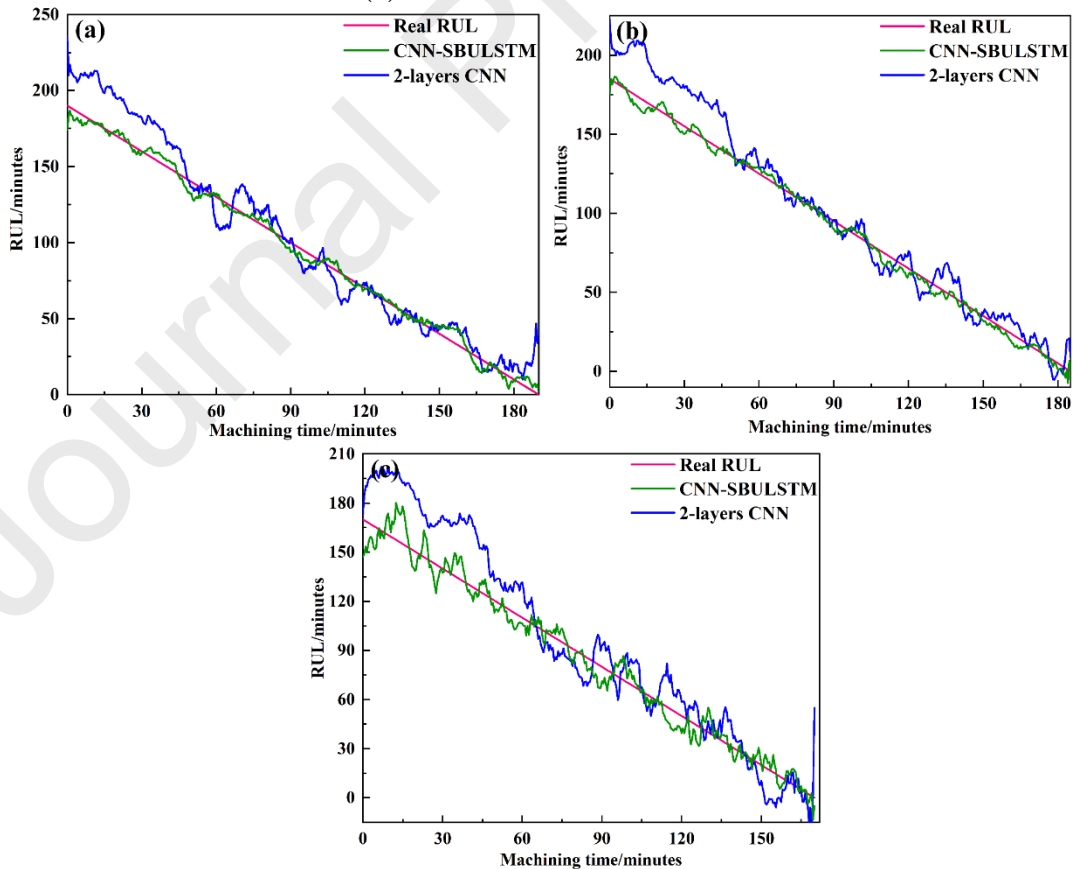 (a)
Real RUL
CNN-SBULSTM
2-layers CNN
RUL/minutes
250
200
150
100
50
0
0 30 60 90 120 150 180
Machining time/minutes
(b)
Real RUL
CNN-SBULSTM
2-layers CNN
RUL/minutes
200
150
100
50
0
0 30 60 90 120 150 180
Machining time/minutes
(c)
Real RUL
CNN-SBULSTM
2-layers CNN
RUL/minutes
210
180
150
120
90
60
30
0
0 30 60 90 120 150
Machining time/minutes
Journal Pr